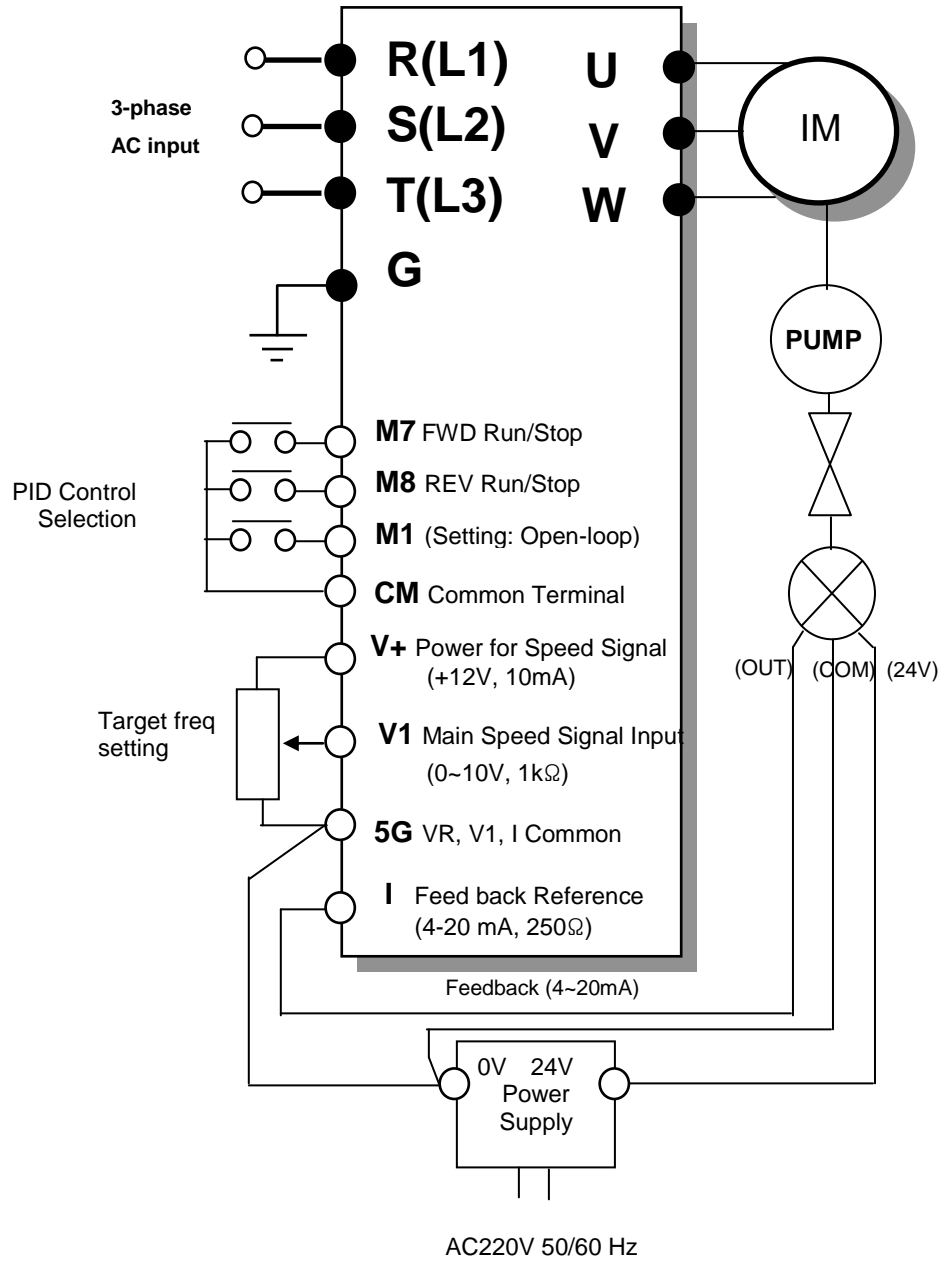 R(L1)
U
3-phase
AC input
S(L2)
V
IM
T(L3)
W
G
PUMP
M7 FWD Run/Stop
PID Control
Selection
M8 REV Run/Stop
M1 (Setting: Open-loop)
CM Common Terminal
V+ Power for Speed Signal
(+12V, 10mA)
(OUT) (COM) (24V)
Target freq
setting
V1 Main Speed Signal Input
(0~10V, 1kΩ)
5G VR, V1, I Common
I Feed back Reference
(4-20 mA, 250Ω)
Feedback (4~20mA)
0V 24V
Power
Supply
AC220V 50/60 Hz